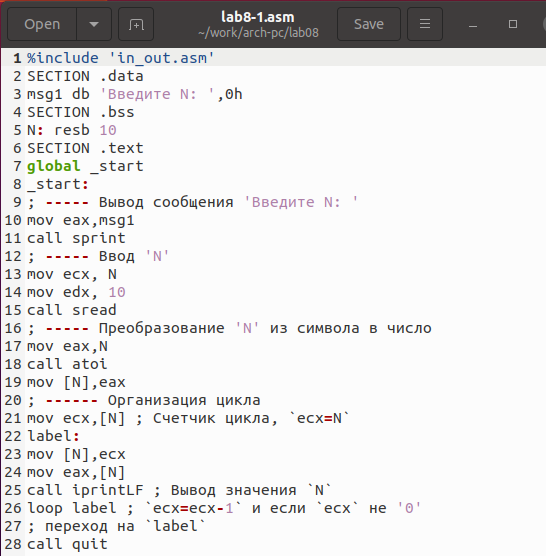 Open
lab8-1.asm
~/work/arch-pc/lab08
Save
1 %include 'in_out.asm'
2 SECTION .data
3 msg1 db 'Введите N: ',0h
4 SECTION .bss
5 N: resb 10
6 SECTION .text
7 global _start
8 _start:
9 ; ----- Вывод сообщения 'Введите N: '
10 mov eax,msg1
11 call sprint
12 ; ----- Ввод 'N'
13 mov ecx, N
14 mov edx, 10
15 call sread
16 ; ----- Преобразование 'N' из символа в число
17 mov eax,N
18 call atoi
19 mov [N],eax
20 ; ------ Организация цикла
21 mov ecx,[N] ; Счетчик цикла, `ecx=N`
22 label:
23 mov [N],ecx
24 mov eax,[N]
25 call iprintLF ; Вывод значения `N`
26 loop label ; `ecx=ecx-1` и если `ecx` не '0'
27 ; переход на `label`
28 call quit